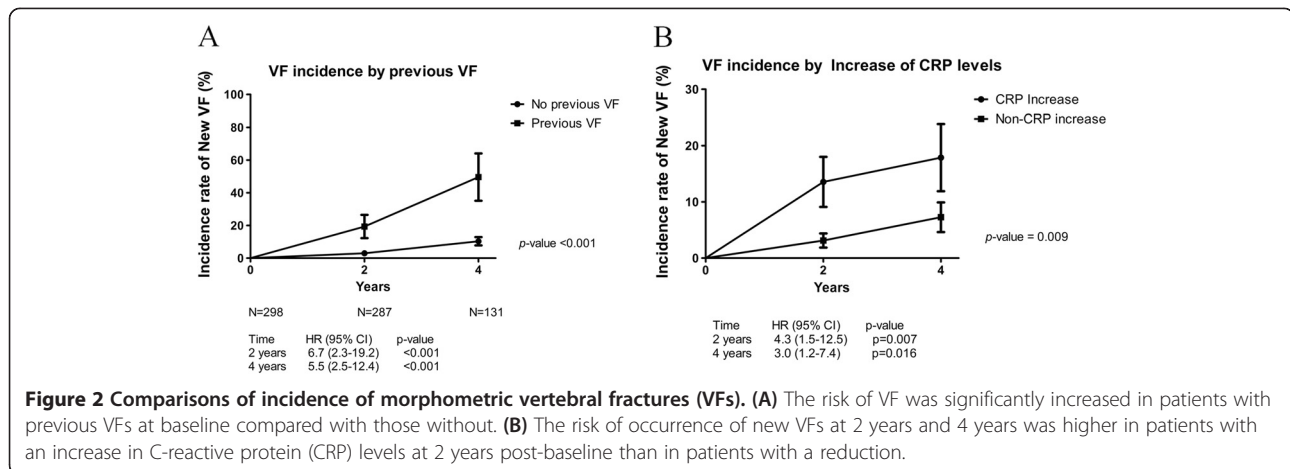 A
VF incidence by previous VF
Incidence rate of New VF (%)
100
80
60
40
20
0
0
2
4
Years
No previous VF
Previous VF
p-value <0.001
N=298 N=287 N=131
Time HR (95% CI) p-value
2 years 6.7 (2.3-19.2) <0.001
4 years 5.5 (2.5-12.4) <0.001
B
VF incidence by Increase of CRP levels
Incidence rate of New VF (%)
30
20
10
0
0
2
4
Years
CRP Increase
Non-CRP increase
p-value = 0.009
Time HR (95% CI) p-value
2 years 4.3 (1.5-12.5) p=0.007
4 years 3.0 (1.2-7.4) p=0.016
Figure 2 Comparisons of incidence of morphometric vertebral fractures (VFs). (A) The risk of VF was significantly increased in patients with
previous VFs at baseline compared with those without. (B) The risk of occurrence of new VFs at 2 years and 4 years was higher in patients with
an increase in C-reactive protein (CRP) levels at 2 years post-baseline than in patients with a reduction.